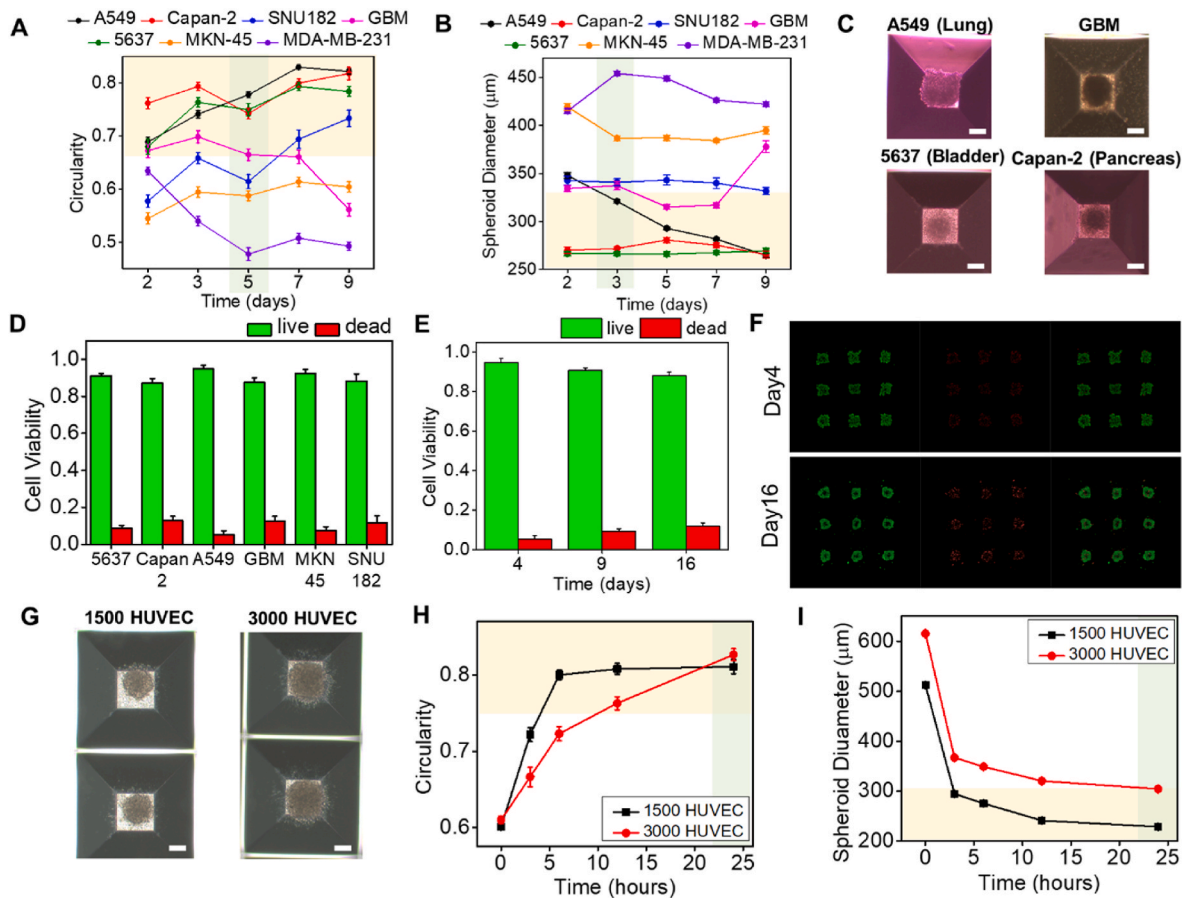 A
A549 Capan-2 SNU182 GBM
5637 MKN-45 MDA-MB-231
Circularity
0.8
0.7
0.6
0.5
2 3 5 7 9
Time (days)
B
A549 Capan-2 SNU182 GBM
5637 MKN-45 MDA-MB-231
Spheroid Diameter (μm)
450
400
350
300
250
2 3 5 7 9
Time (days)
C
A549 (Lung) GBM
5637 (Bladder) Capan-2 (Pancreas)
D
live dead
Cell Viability
1.0
0.8
0.6
0.4
0.2
0.0
5637 Capan A549 GBM MKN SNU
2 45 182
E
live dead
Cell Viability
1.0
0.8
0.6
0.4
0.2
0.0
4 9 16
Time (days)
F
Day4
Day16
G
1500 HUVEC 3000 HUVEC
H
Circularity
0.8
0.7
0.6
1500 HUVEC
3000 HUVEC
0 5 10 15 20 25
Time (hours)
I
1500 HUVEC
3000 HUVEC
Spheroid Diuameter (μm)
600
500
400
300
200
0 5 10 15 20 25
Time (hours)